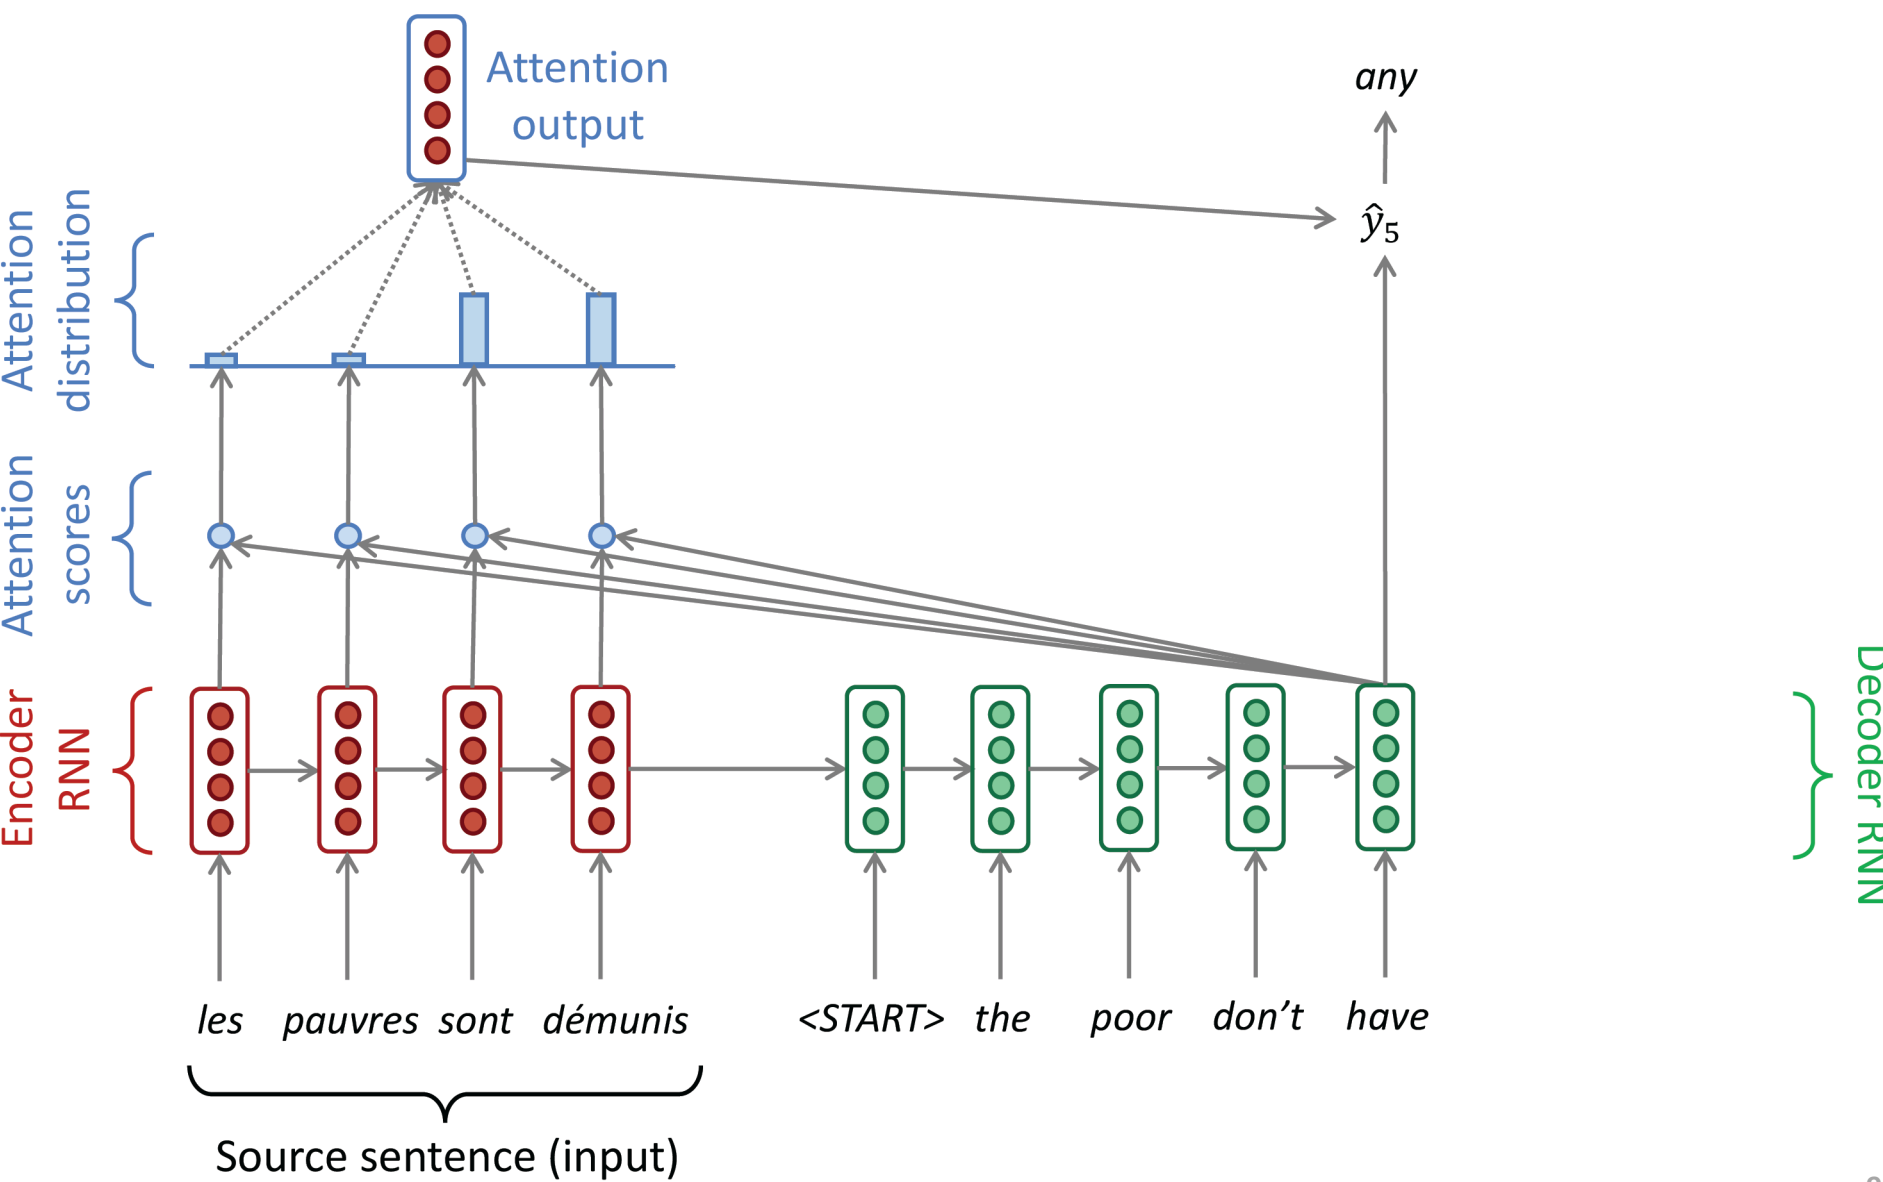 Attention
output
any
ŷ₅
Attention
distribution
Attention
scores
Encoder
RNN
Decoder RNN
les pauvres sont démunis <START> the poor don’t have
Source sentence (input)